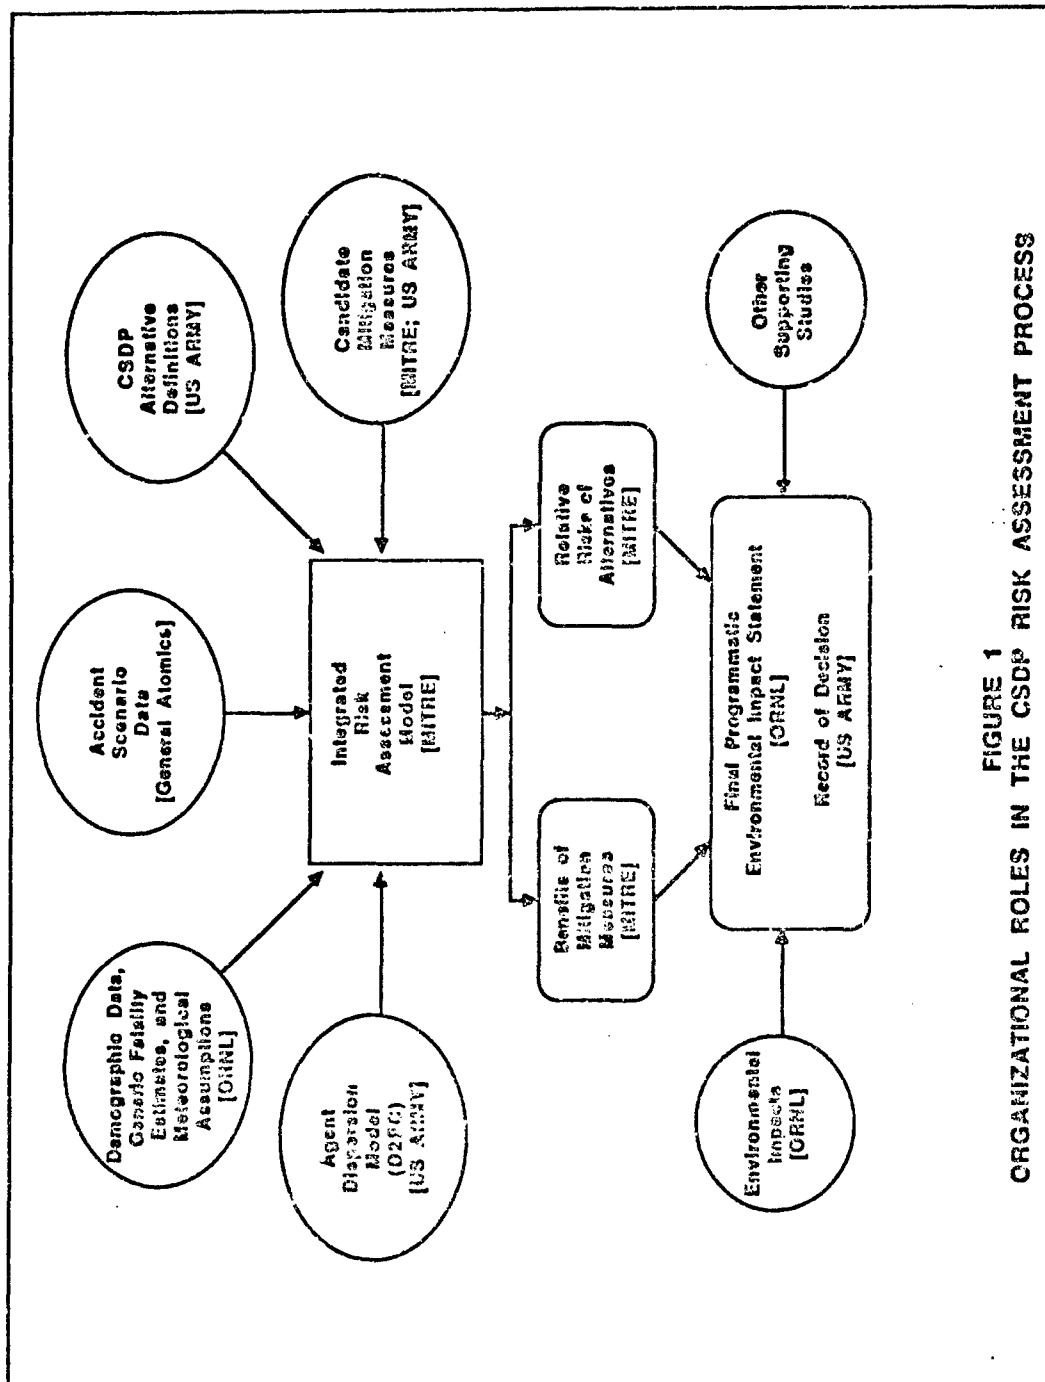 Demographic Data,
Generic Fatality
Estimates, and
Meteorological
Assumptions
[ORNL]
Accident
Scenario
Data
[General Atomics]
CSDP
Alternative
Definitions
[US ARMY]
Agent
Dispersion
Model
(D2PC)
[US ARMY]
Integrated
Risk
Assessment
Model
[MITRE]
Candidate
Mitigation
Measures
[MITRE; US ARMY]
Benefits of
Mitigation
Measures
[MITRE]
Relative
Risks of
Alternatives
[MITRE]
Environmental
Impacts
[ORNL]
Final Programmatic
Environmental Impact Statement
[ORNL]
Record of Decision
[US ARMY]
Other
Supporting
Studies
FIGURE 1
ORGANIZATIONAL ROLES IN THE CSDP RISK ASSESSMENT PROCESS